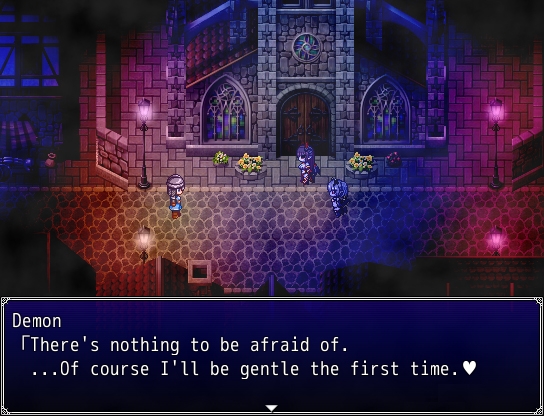 Demon
「There's nothing to be afraid of.
...Of course I'll be gentle the first time.♥